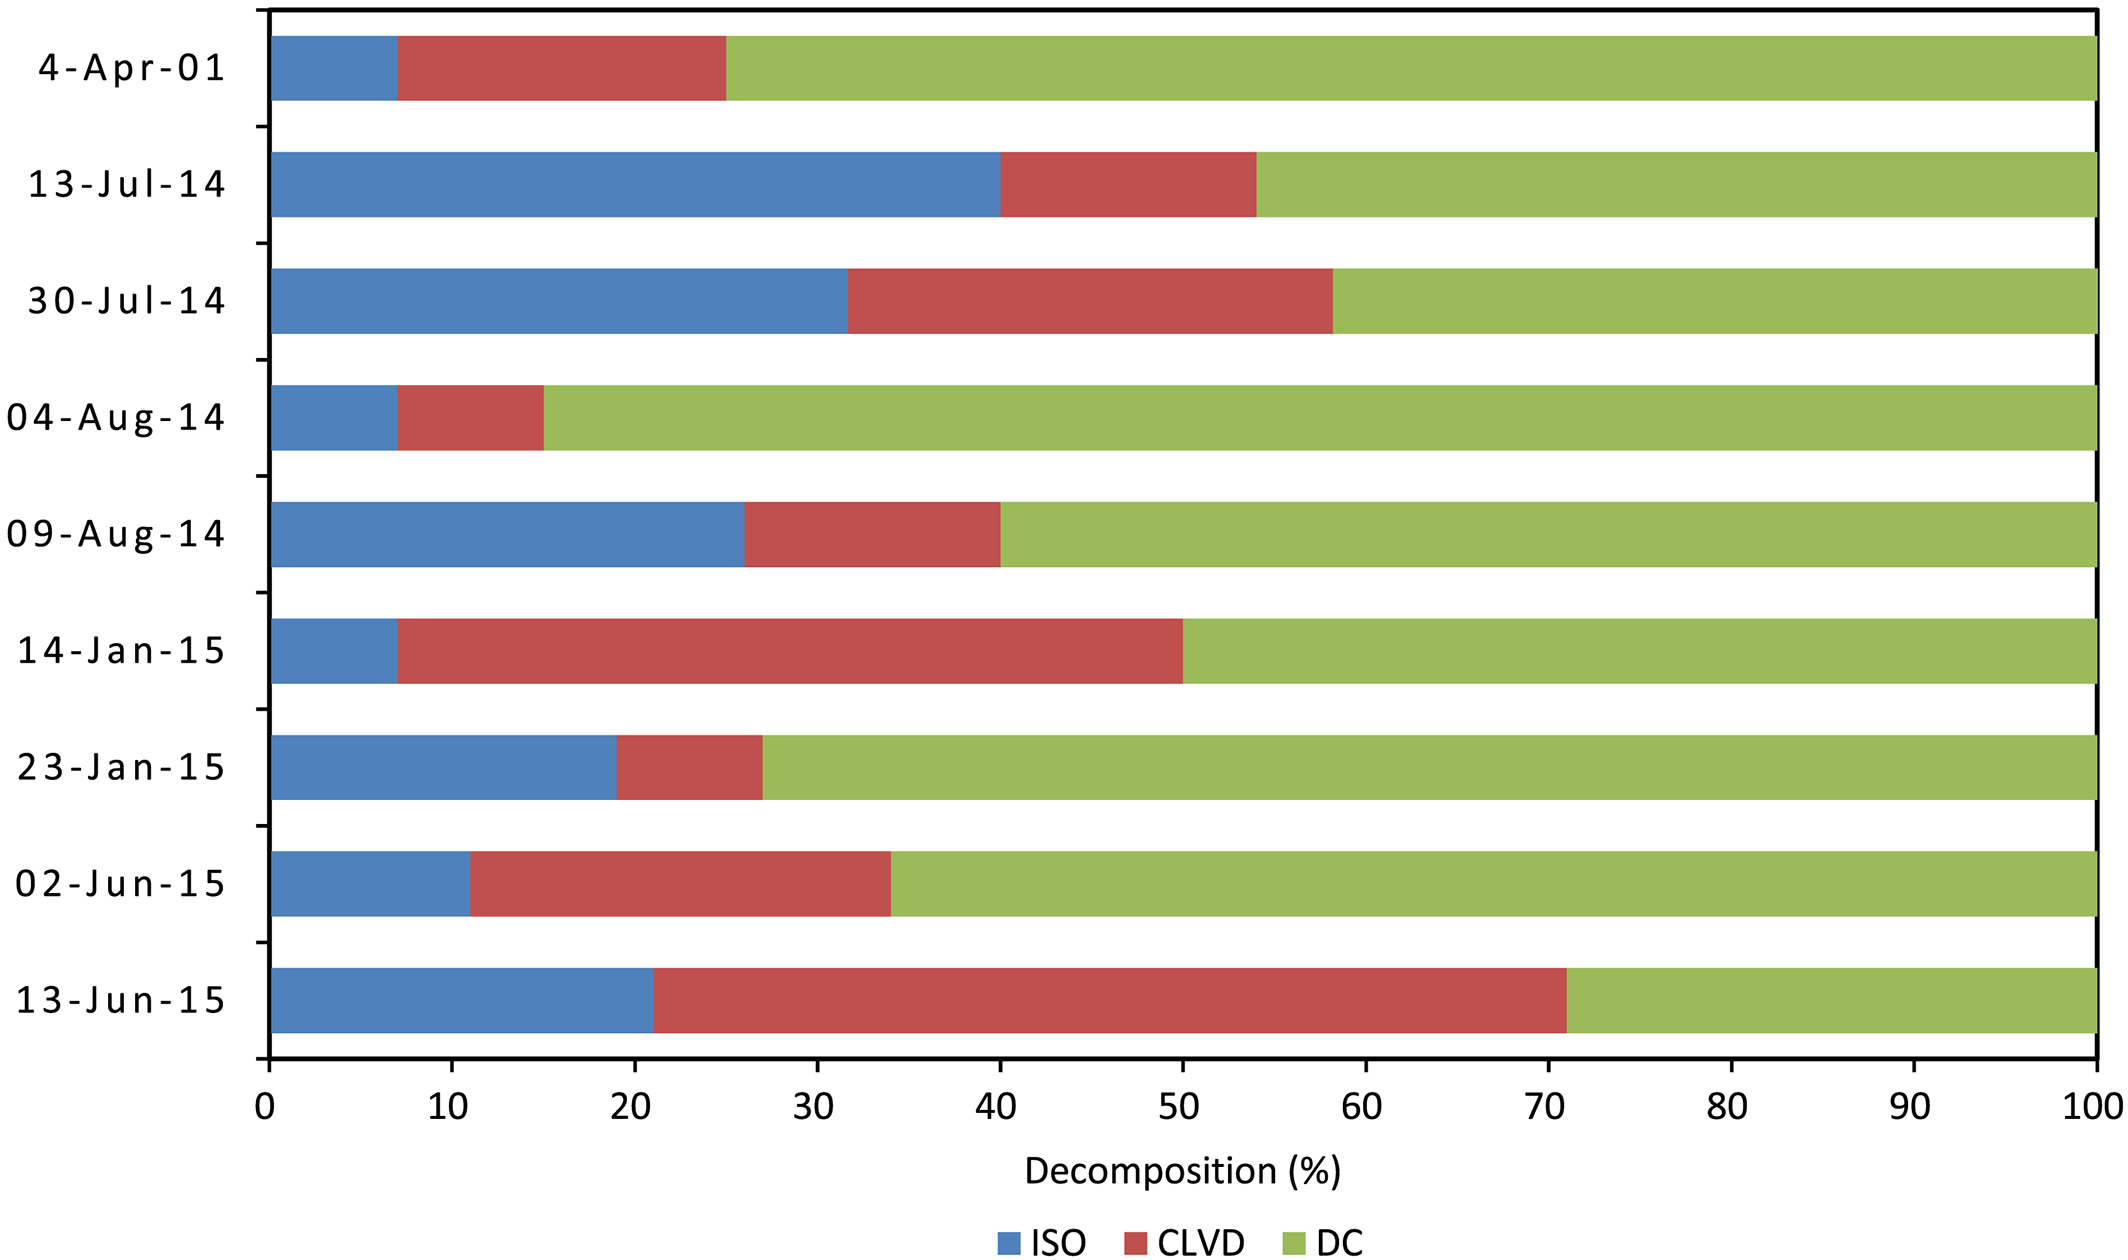 4-Apr-01
13-Jul-14
30-Jul-14
04-Aug-14
09-Aug-14
14-Jan-15
23-Jan-15
02-Jun-15
13-Jun-15
0 10 20 30 40 50 60 70 80 90 100
Decomposition (%)
ISO CLVD DC